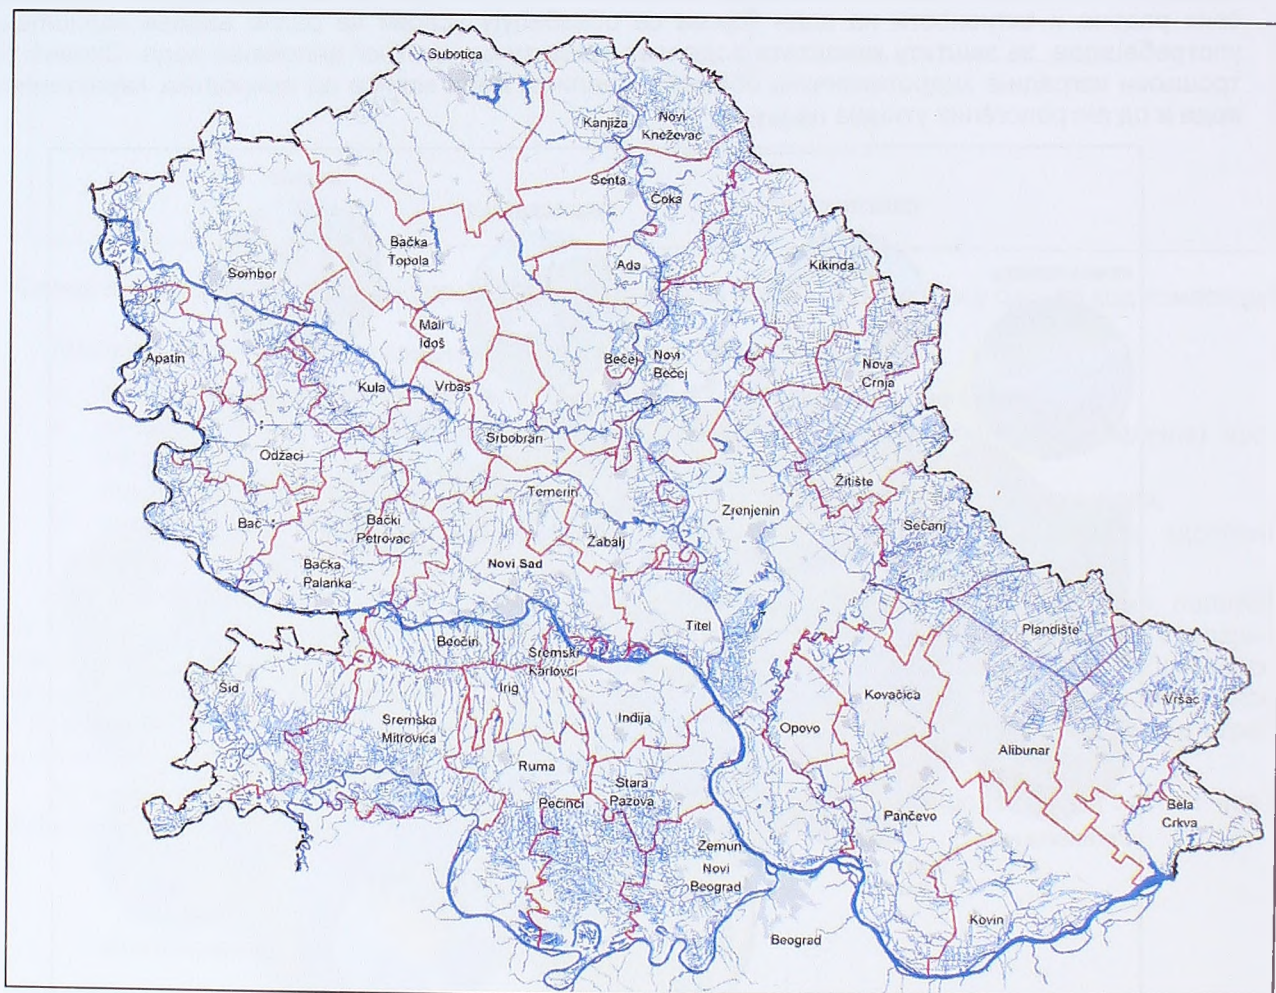 Subotica
Kanjiža
Novi
Kneževac
Senta
Čoka
Bačka
Topola
Ada
Kikinda
Sombor
Mali
Iđoš
Apatin
Bečej
Novi
Bečej
Nova
Crnja
Kula
Vrbas
Srbobran
Odžaci
Žitište
Temerin
Zrenjenin
Bač
Bački
Petrovac
Sečanj
Žabalj
Novi Sad
Bačka
Palanka
Titel
Plandište
Beočin
Sremski
Karlovci
Šid
Irig
Kovačica
Vršac
Sremska
Mitrovica
Inđija
Opovo
Alibunar
Ruma
Stara
Pazova
Pećinci
Bela
Crkva
Pančevo
Zemun
Novi
Beograd
Kovin
Beograd